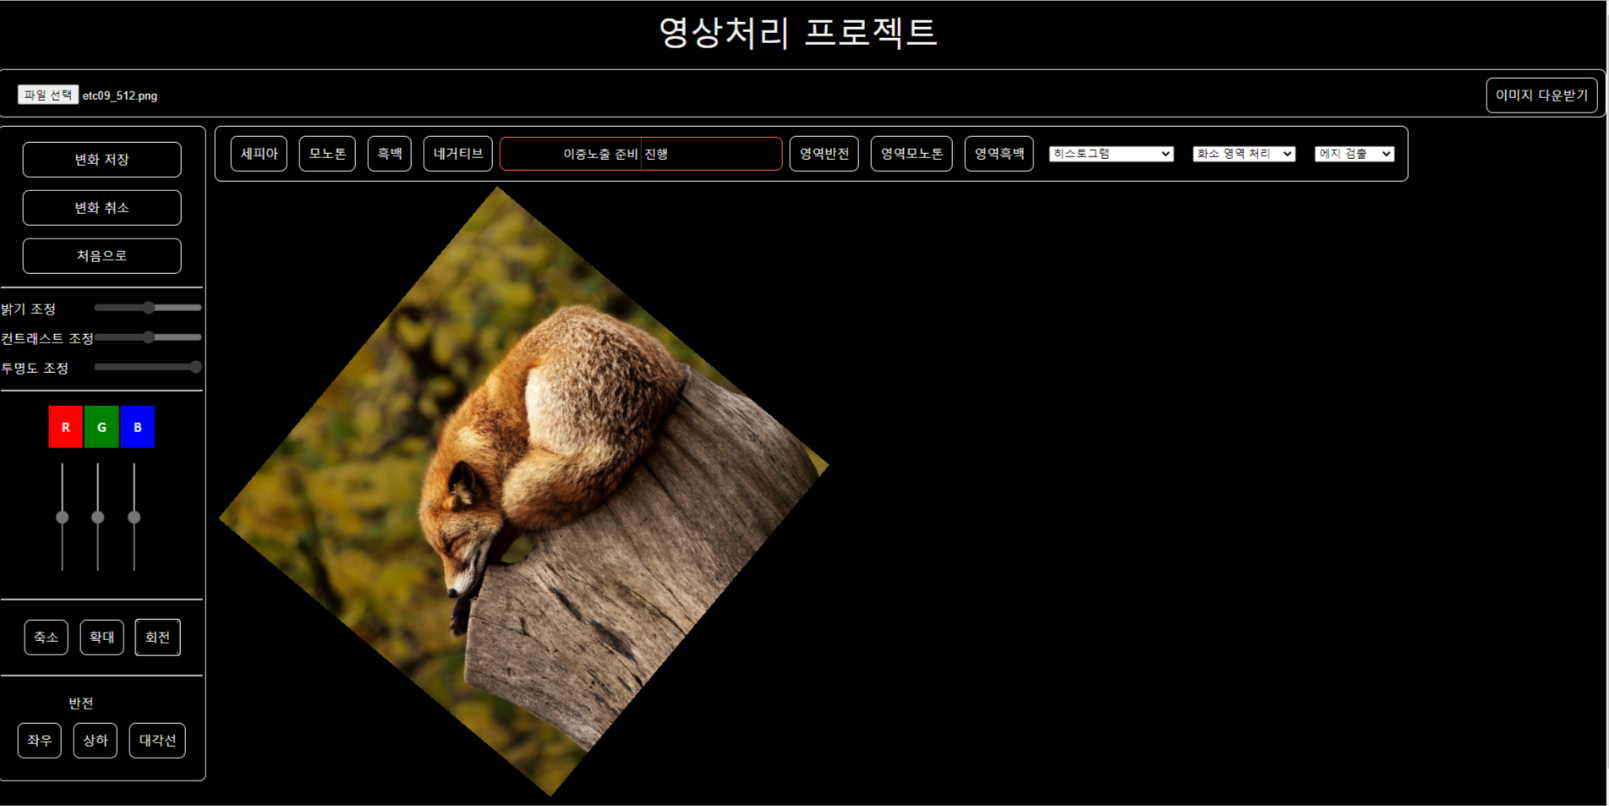 영상처리 프로젝트
파일 선택 etc09_512.png
이미지 다운받기
변화 저장
변화 취소
처음으로
밝기 조정
컨트래스트 조정
투명도 조정
R G B
축소 확대 회전
반전
좌우 상하 대각선
세피아 모노톤 흑백 네거티브 이중노출 준비 진행 영역반전 영역모노톤 영역흑백 히스토그램 화소 영역 처리 에지 검출